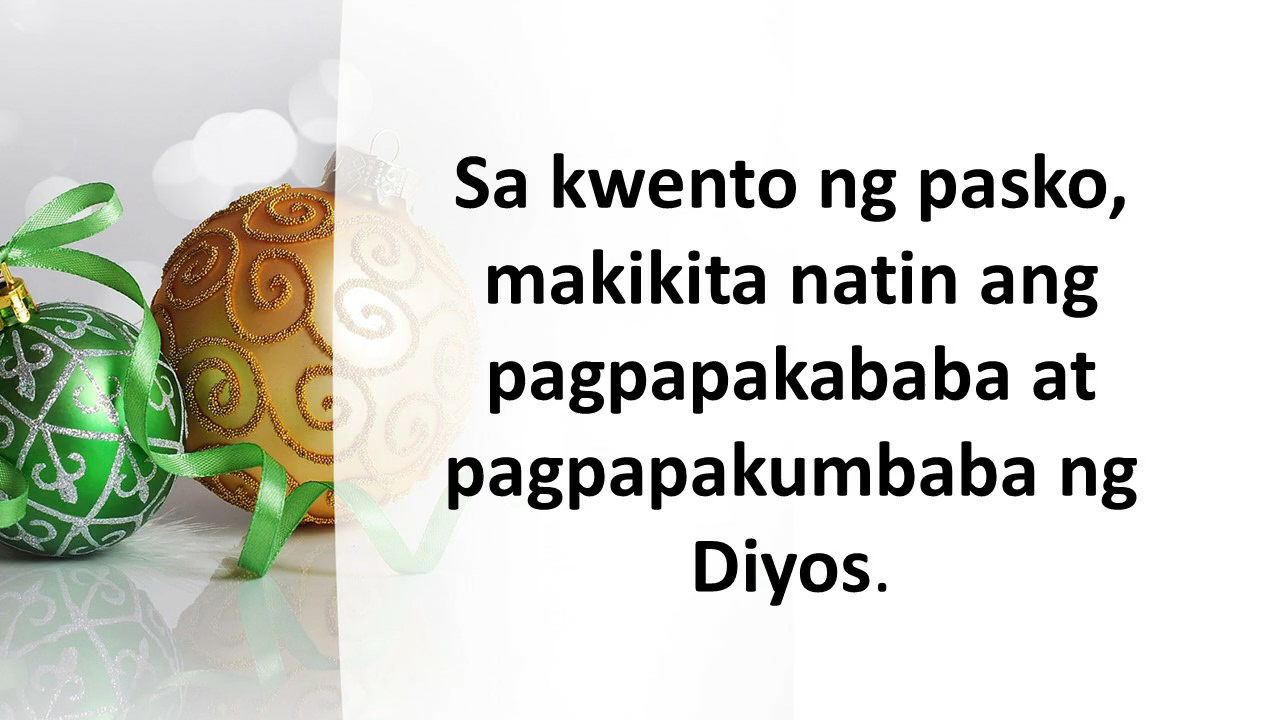 Sa kwento ng pasko,
makikita natin ang
pagpapakababa at
pagpapakumbaba ng
Diyos.